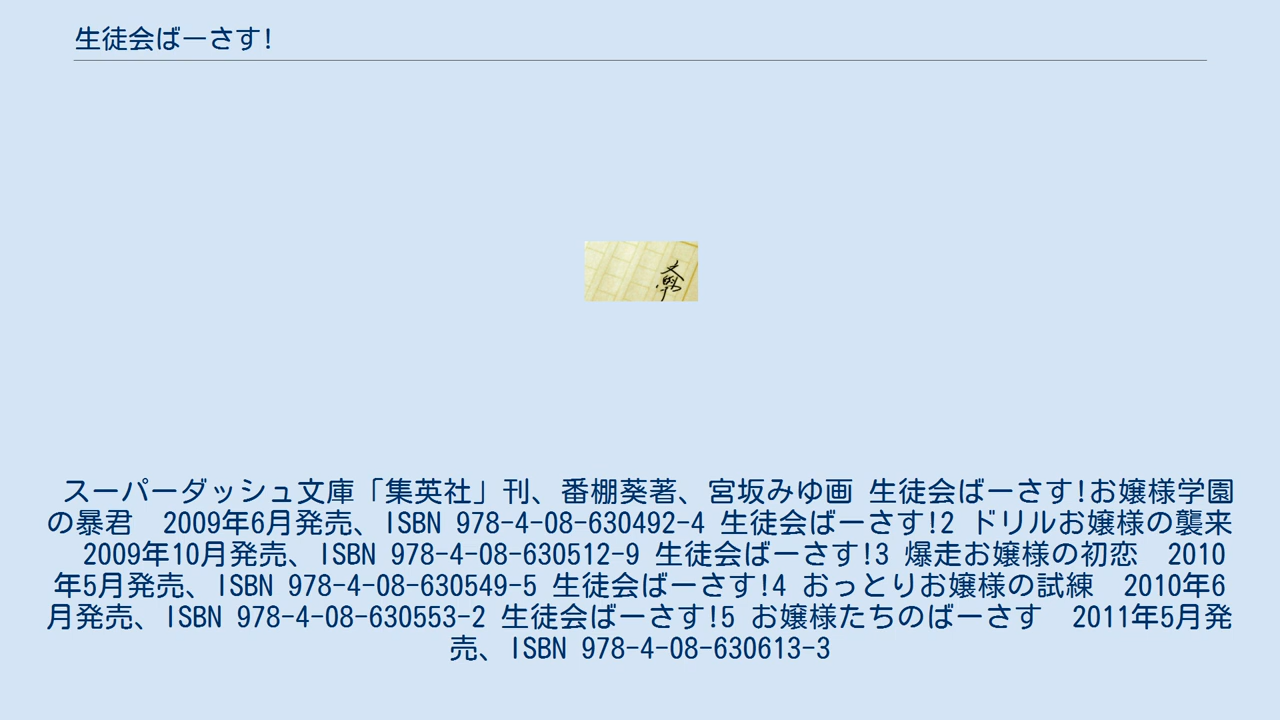 生徒会ばーさす!
スーパーダッシュ文庫「集英社」刊、番棚葵著、宮坂みゆ画 生徒会ばーさす!お嬢様学園
の暴君　2009年6月発売、ISBN 978-4-08-630492-4 生徒会ばーさす!2 ドリルお嬢様の襲来
2009年10月発売、ISBN 978-4-08-630512-9 生徒会ばーさす!3 爆走お嬢様の初恋　2010
年5月発売、ISBN 978-4-08-630549-5 生徒会ばーさす!4 おっとりお嬢様の試練　2010年6
月発売、ISBN 978-4-08-630553-2 生徒会ばーさす!5 お嬢様たちのばーさす　2011年5月発
売、ISBN 978-4-08-630613-3